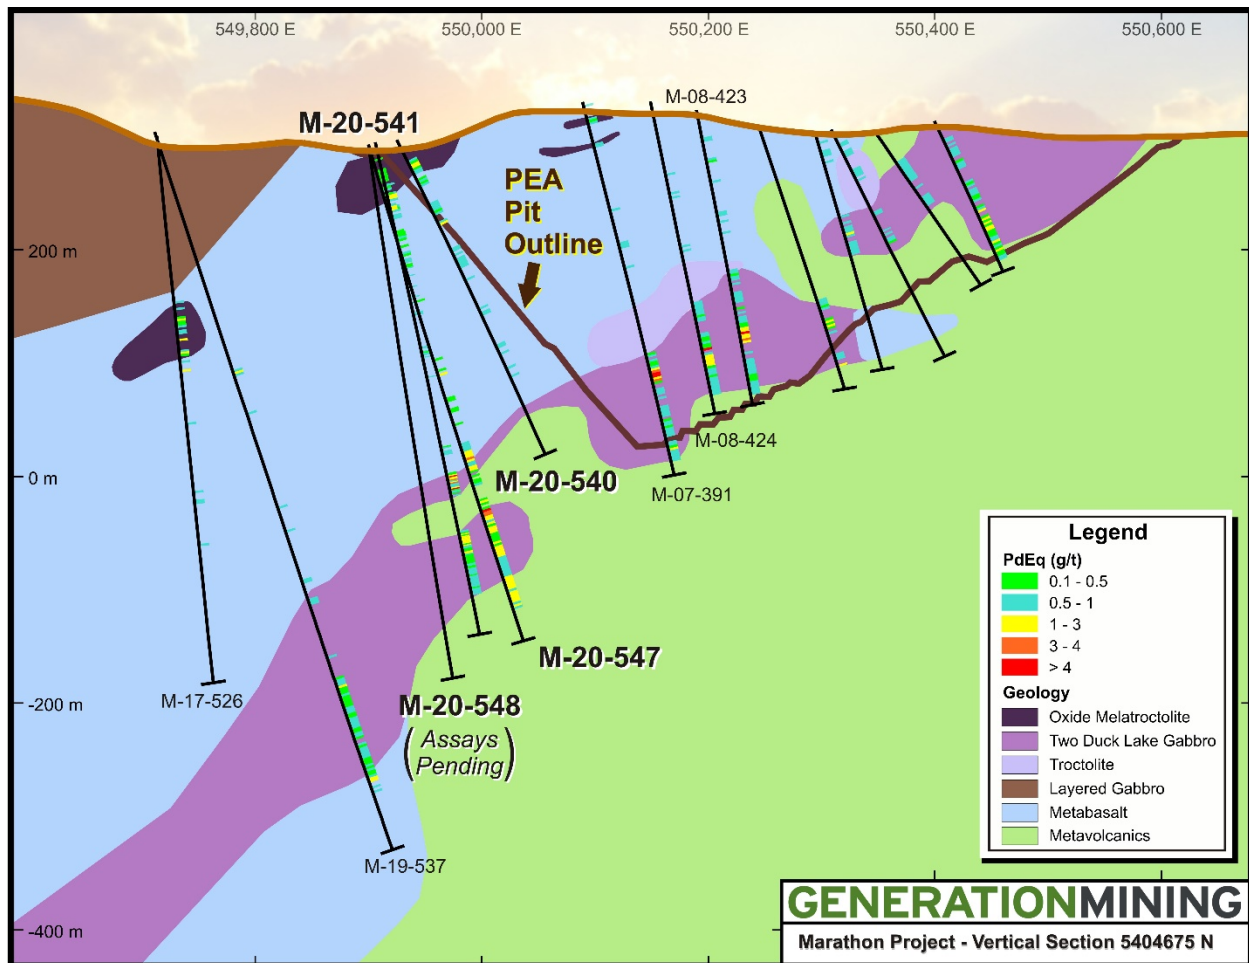 549,800 E
550,000 E
550,200 E
550,400 E
550,600 E
M-08-423
M-20-541
PEA
Pit
Outline
200 m
M-08-424
0 m
M-20-540
M-07-391
M-20-547
M-20-548
(Assays
Pending)
M-17-526
-200 m
M-19-537
-400 m
Legend
PdEq (g/t)
0.1 - 0.5
0.5 - 1
1 - 3
3 - 4
> 4
Geology
Oxide Melatroctolite
Two Duck Lake Gabbro
Troctolite
Layered Gabbro
Metabasalt
Metavolcanics
GENERATIONMINING
Marathon Project - Vertical Section 5404675 N